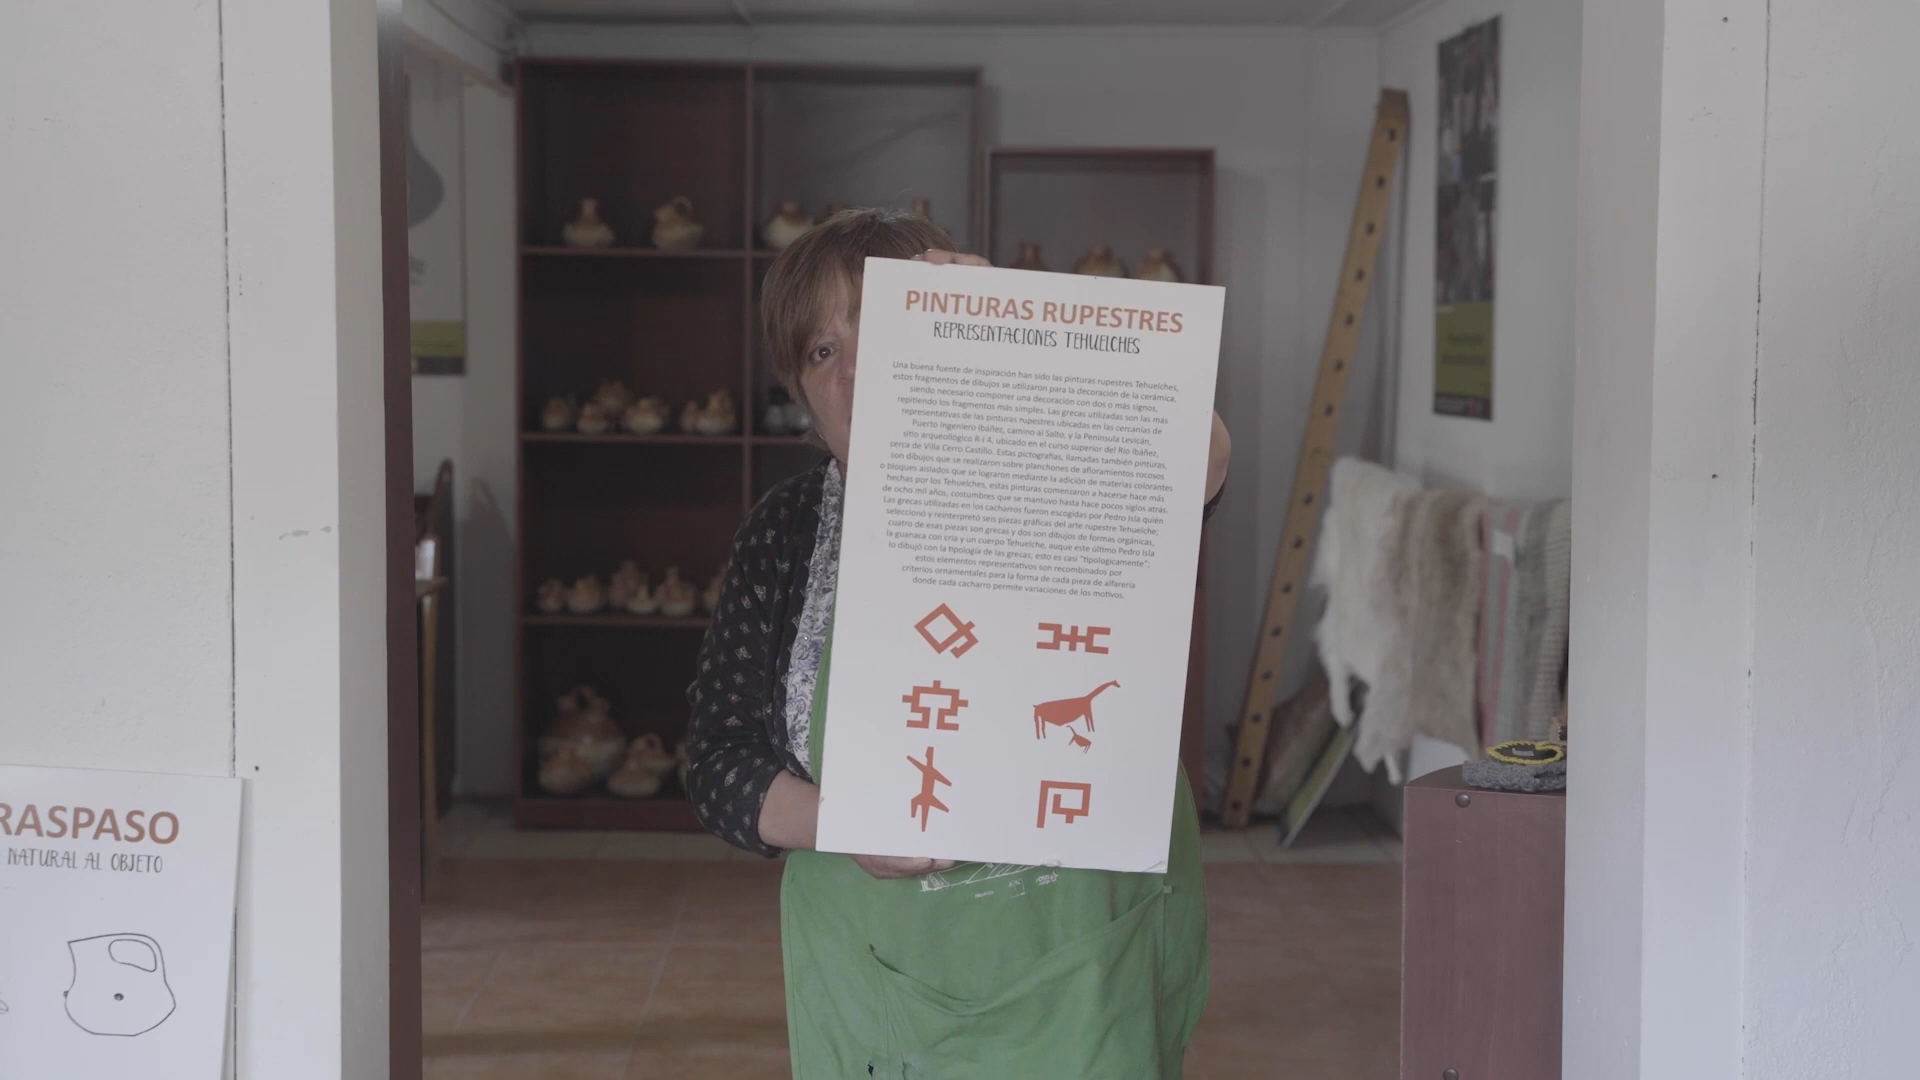 PINTURAS RUPESTRES
REPRESENTACIONES TEHUELCHES
Una buena fuente de inspiración han sido las pinturas rupestres Tehuelches,
estos fragmentos de dibujos se utilizaron para la decoración de la cerámica,
siendo necesario componer una decoración con dos o más signos,
repitiendo los fragmentos más simples. Las grecas utilizadas son las más
representativas de las pinturas rupestres ubicadas en las cercanías de
Puerto Ingeniero Ibáñez, camino al Salto, y la Península Levicán,
sitio arqueológico R-i 4, ubicado en el curso superior del Rio Ibáñez,
cerca de Villa Cerro Castillo. Estas pictografías, llamadas también pinturas,
son dibujos que se realizaron sobre planchones de afloramientos rocosos
o bloques aislados que se lograron mediante la adición de materias colorantes
hechas por los Tehuelches, estas pinturas comenzaron a hacerse hace más
de ocho mil años, costumbres que se mantuvo hasta hace pocos siglos atrás.
Las grecas utilizadas en los cacharros fueron escogidas por Pedro Isla quién
seleccionó y reinterpretó seis piezas gráficas del arte rupestre Tehuelche;
cuatro de esas piezas son grecas y dos son dibujos de formas orgánicas,
la guanaca con cría y un cuerpo Tehuelche, auque este último Pedro Isla
lo dibujó con la tipología de las grecas; esto es casi "tipologicamente",
estos elementos representativos son recombinados por
criterios ornamentales para la forma de cada pieza de alfarería
donde cada cacharro permite variaciones de los motivos.
RASPASO
NATURAL AL OBJETO